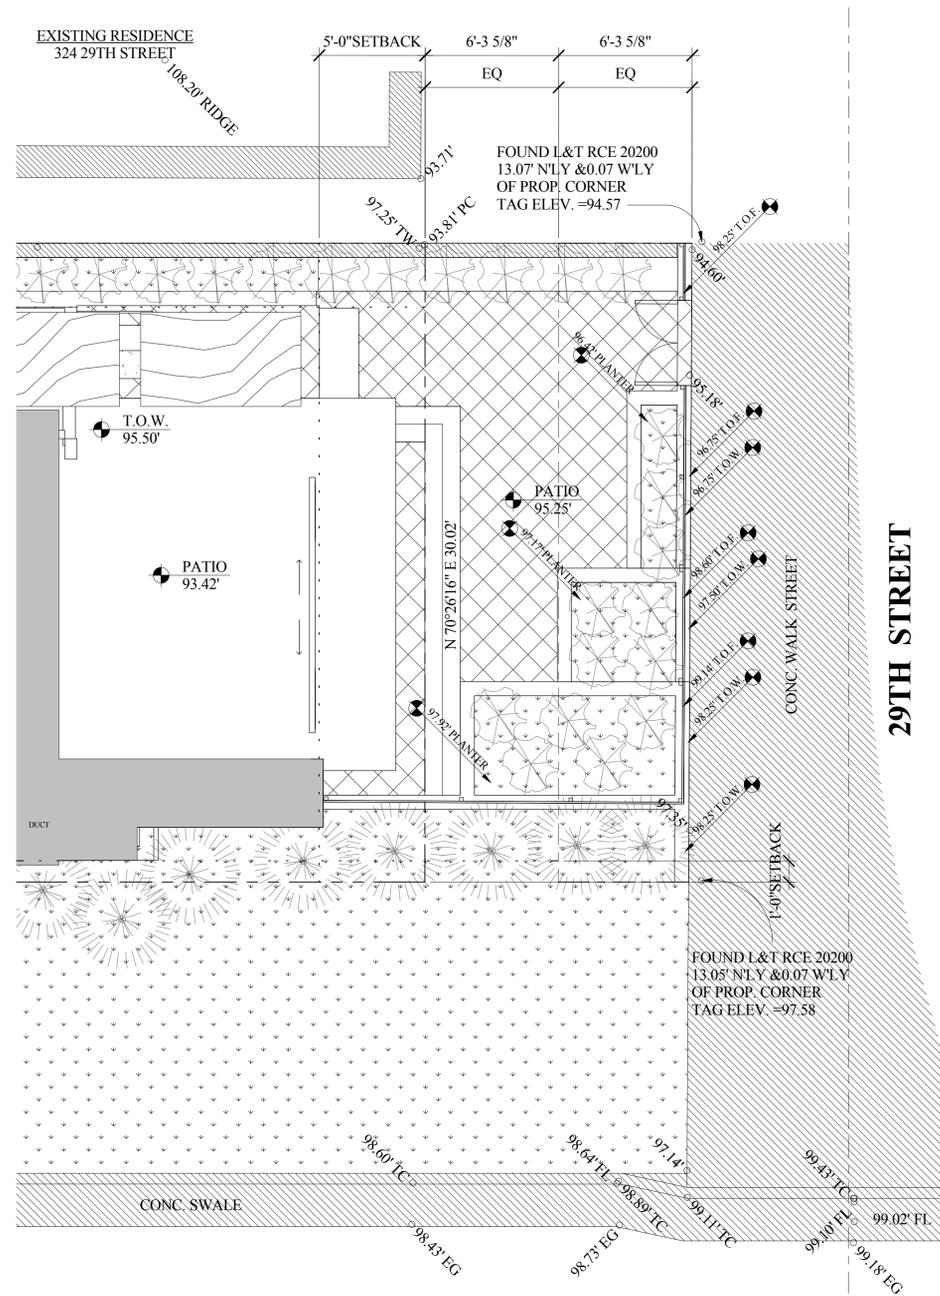 EXISTING RESIDENCE
324 29TH STREET
108.20' RIDGE
5'-0"SETBACK
6'-3 5/8"
6'-3 5/8"
EQ
EQ
93.71'
FOUND L&T RCE 20200
13.07' N'LY &0.07 W'LY
OF PROP. CORNER
TAG ELEV. =94.57
97.25' TW
93.81' PC
98.25' T.O.F.
94.60'
96.42' PLANTER
95.18'
T.O.W.
95.50'
96.75' T.O.F.
96.75' T.O.W.
PATIO
95.25'
97.17' PLANTER
98.60' T.O.F.
97.50' T.O.W.
PATIO
93.42'
N 70°26'16" E 30.02'
CONC. WALK STREET
29TH STREET
99.14' T.O.F.
98.25' T.O.W.
97.92' PLANTER
97.35'
98.25' T.O.W.
DUCT
1'-0"SETBACK
FOUND L&T RCE 20200
13.05' N'LY &0.07 W'LY
OF PROP. CORNER
TAG ELEV. =97.58
98.60' TC
98.64' FL
97.14'
99.43' TC
CONC. SWALE
98.89' TC
99.11' TC
99.10' FL
99.02' FL
98.43' EG
98.73' EG
99.18' EG